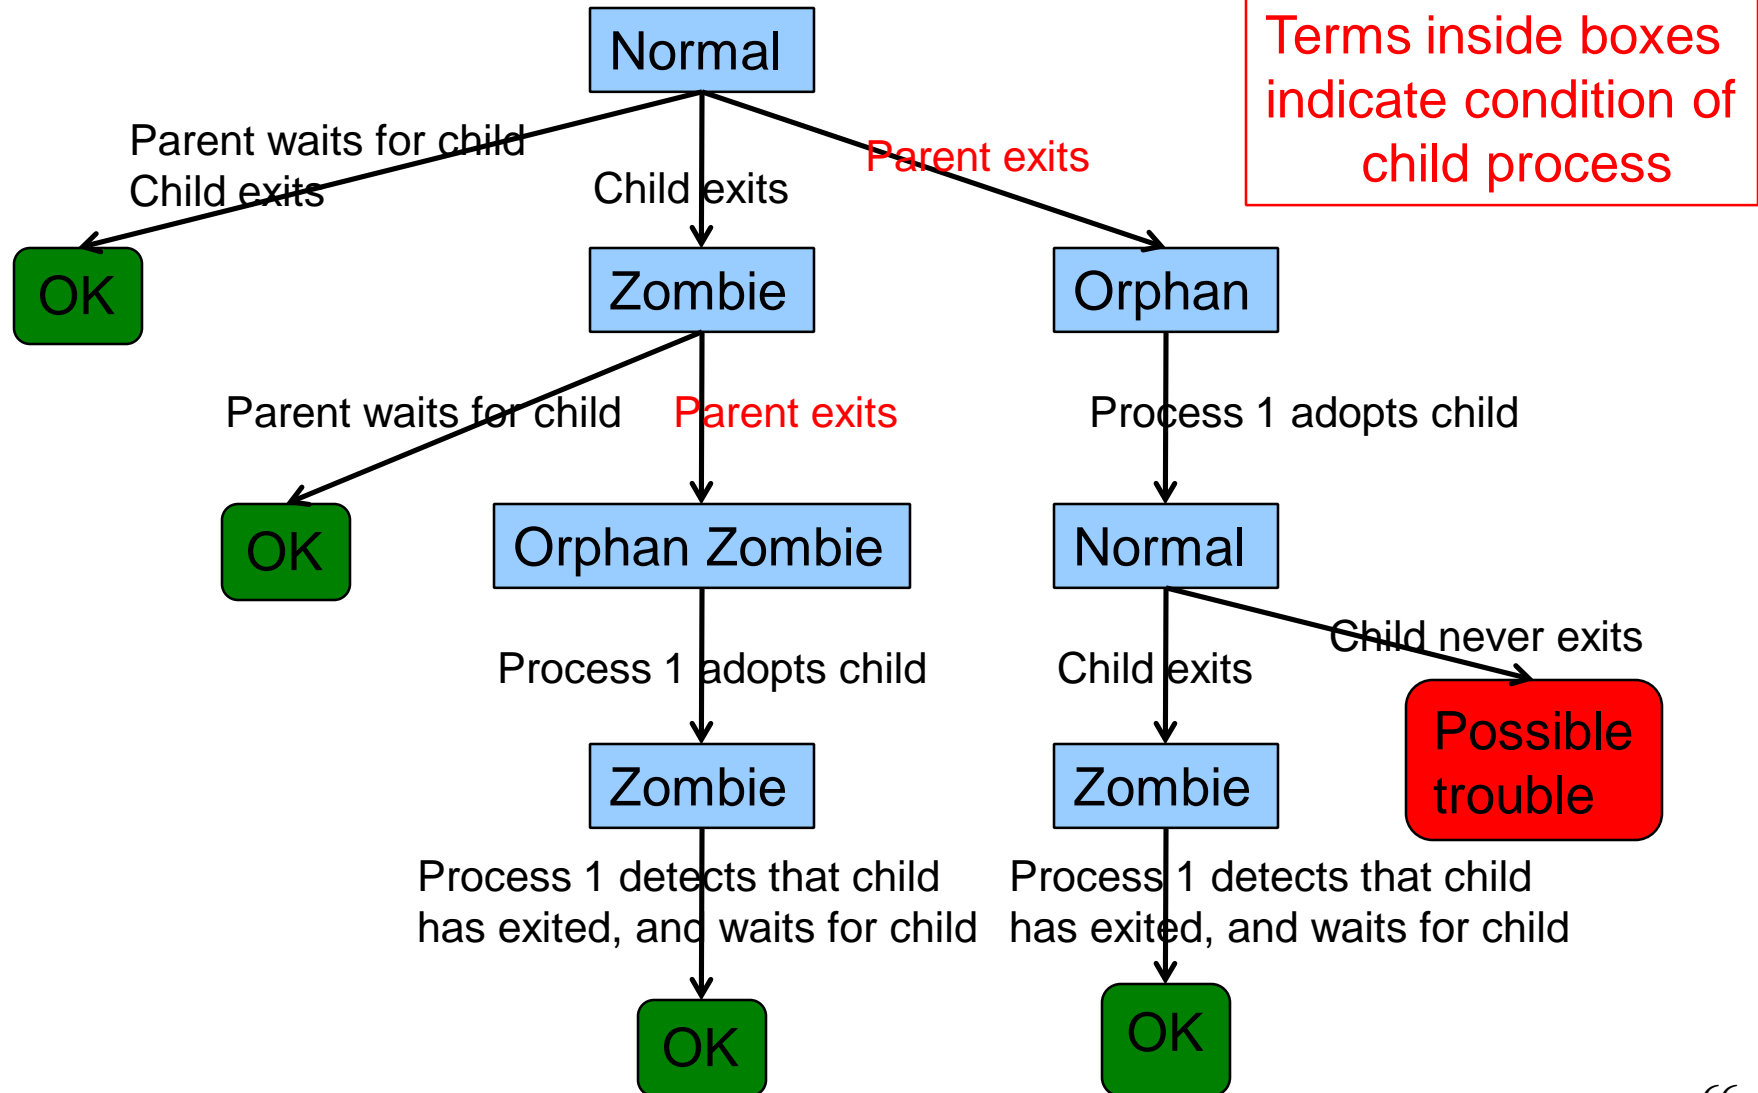 Normal
Terms inside boxes
indicate condition of
child process
Parent waits for child
Child exits
Child exits
Parent exits
OK
Zombie
Orphan
Parent waits for child
Parent exits
Process 1 adopts child
OK
Orphan Zombie
Normal
Process 1 adopts child
Child exits
Child never exits
Zombie
Zombie
Possible
trouble
Process 1 detects that child
has exited, and waits for child
Process 1 detects that child
has exited, and waits for child
OK
OK